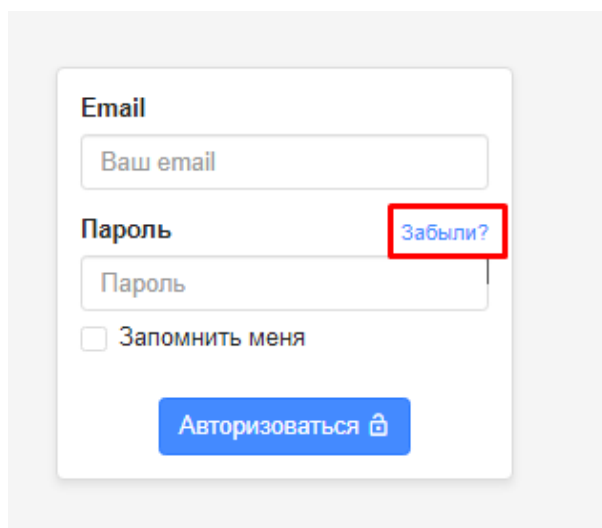 Email
Ваш email
Пароль Забыли?
Пароль
Запомнить меня
Авторизоваться